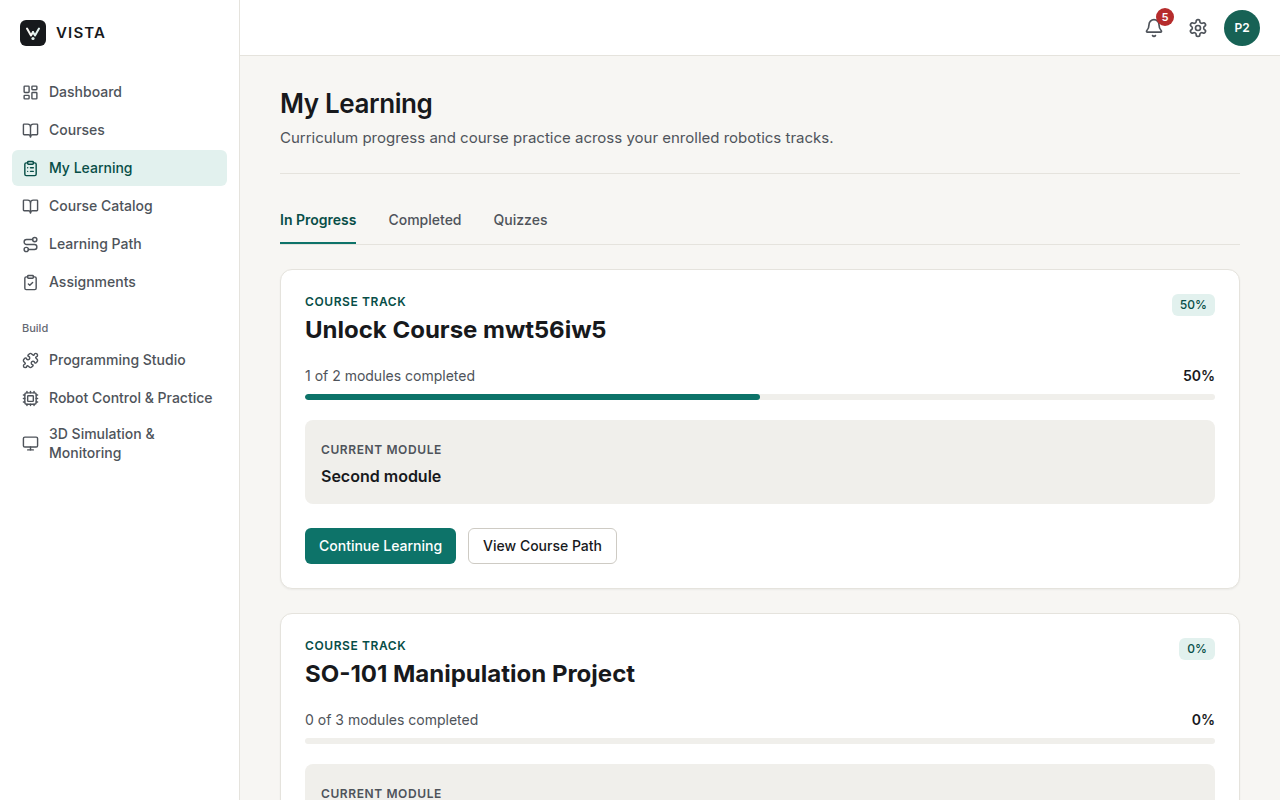 VISTA
5
P2
Dashboard
Courses
My Learning
Course Catalog
Learning Path
Assignments
Build
Programming Studio
Robot Control & Practice
3D Simulation &
Monitoring
My Learning
Curriculum progress and course practice across your enrolled robotics tracks.
In Progress
Completed
Quizzes
COURSE TRACK
50%
Unlock Course mwt56iw5
1 of 2 modules completed
50%
CURRENT MODULE
Second module
Continue Learning
View Course Path
COURSE TRACK
0%
SO-101 Manipulation Project
0 of 3 modules completed
0%
CURRENT MODULE